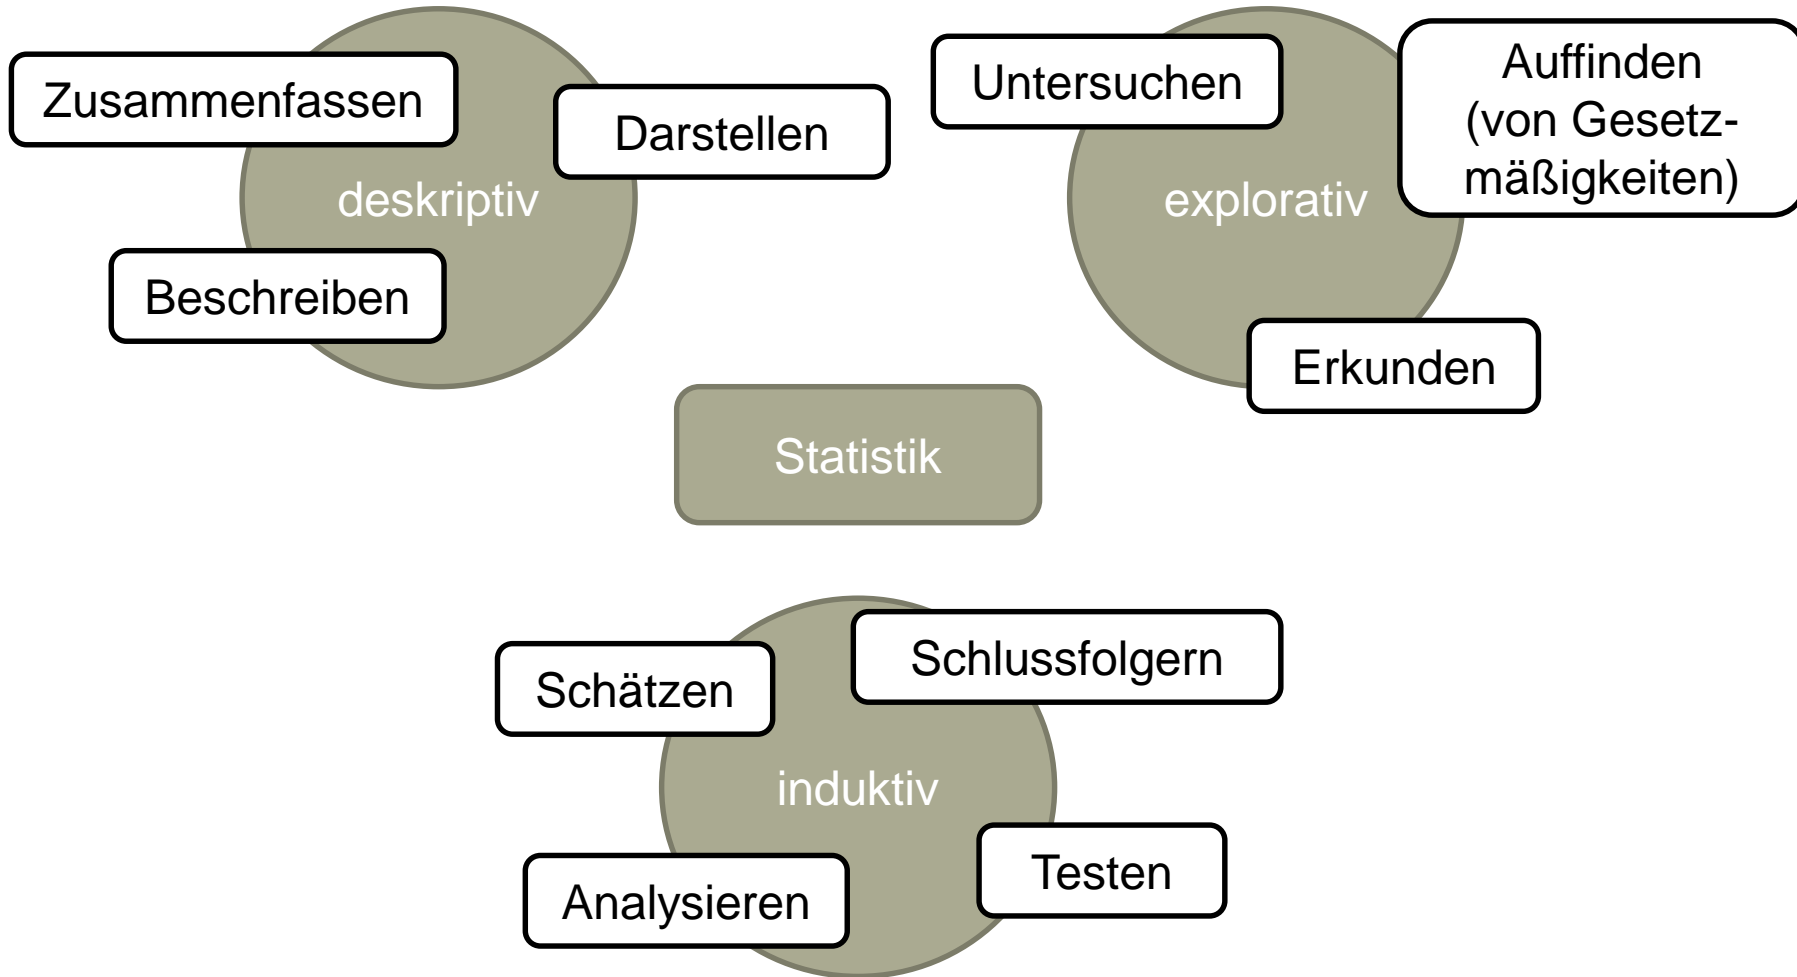 Zusammenfassen
Darstellen
deskriptiv
Beschreiben
Untersuchen
Auffinden
(von Gesetz-
mäßigkeiten)
explorativ
Erkunden
Statistik
Schätzen
Schlussfolgern
induktiv
Analysieren
Testen